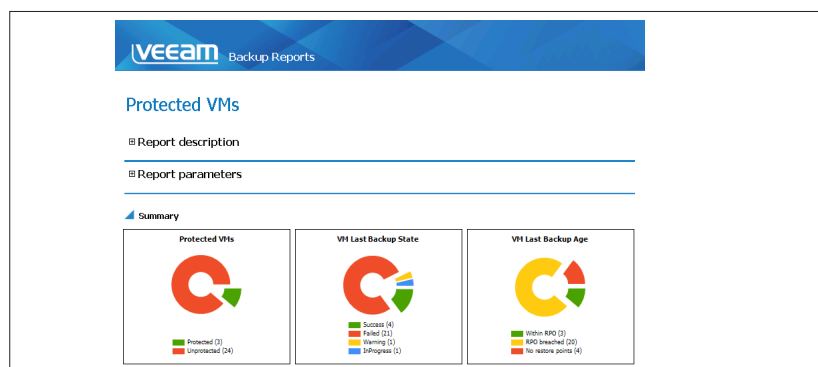 veeam Backup Reports
Protected VMs
Report description
Report parameters
Summary
Protected VMs
Protected (3)
Unprotected (24)
VM Last Backup State
Success (4)
Failed (21)
Warning (1)
InProgress (1)
VM Last Backup Age
Within RPO (3)
RPO breached (20)
No restore points (4)